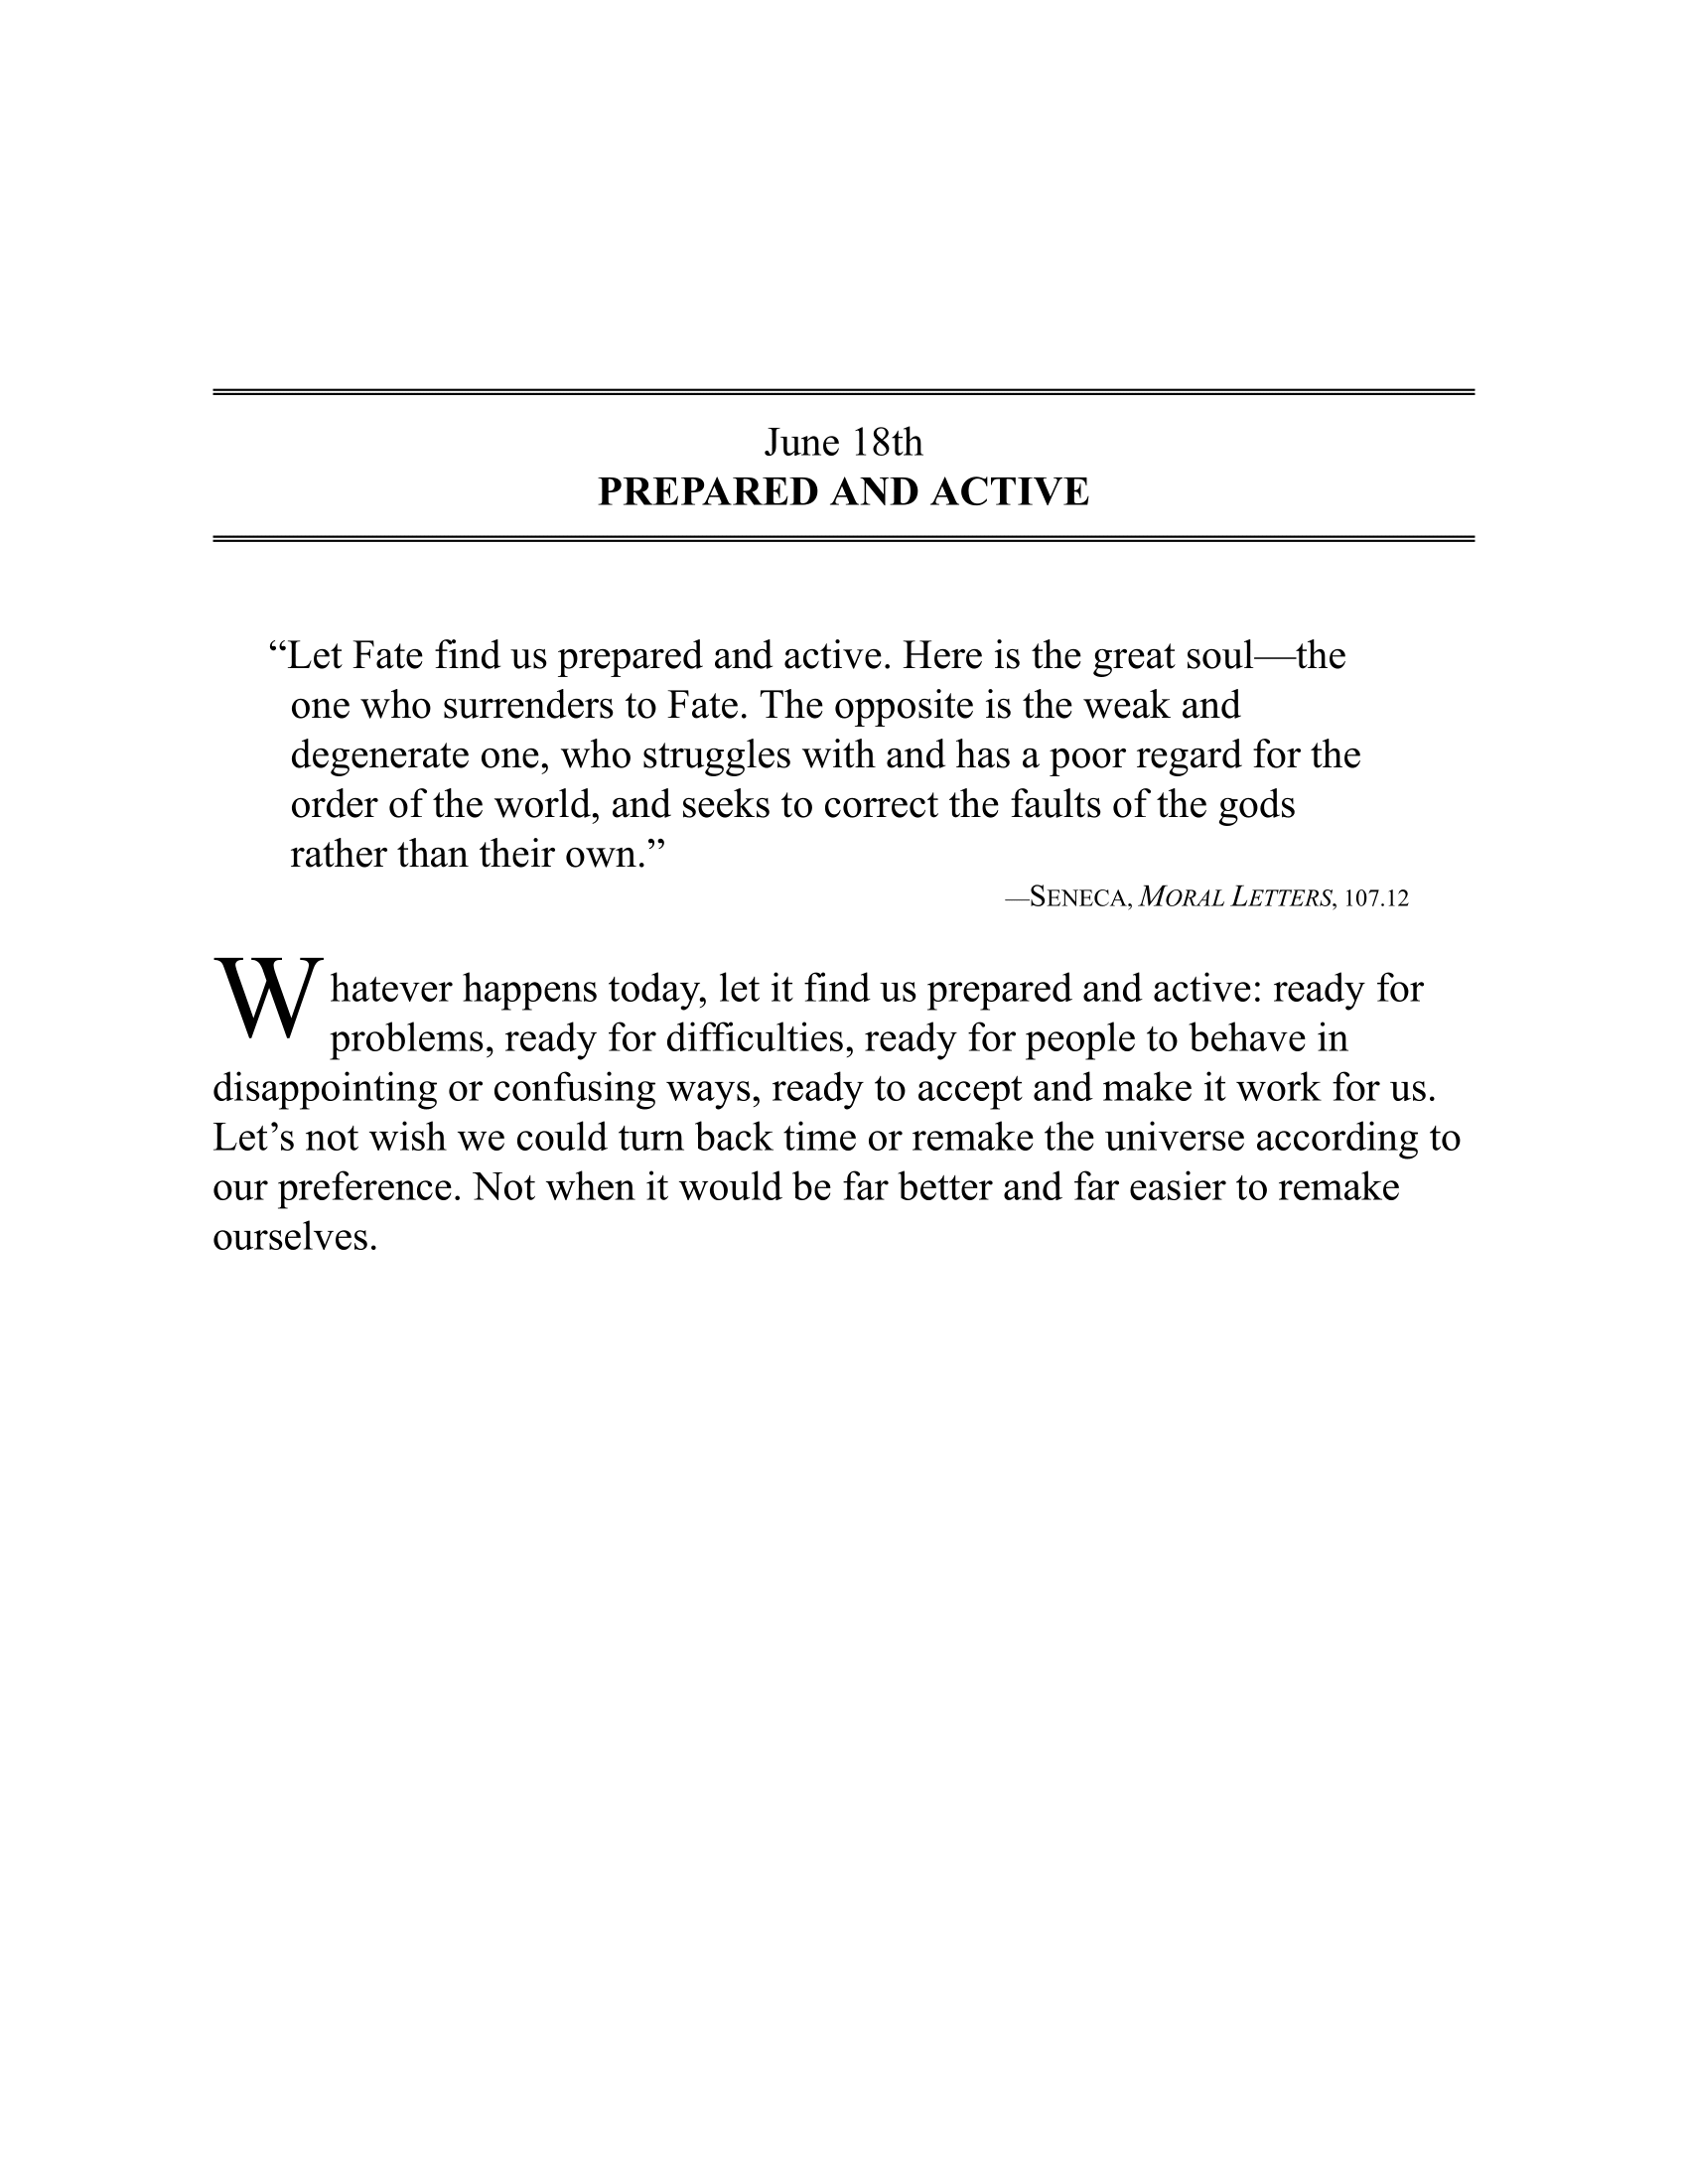 June 18th
PREPARED AND ACTIVE
“Let Fate find us prepared and active. Here is the great soul—the
one who surrenders to Fate. The opposite is the weak and
degenerate one, who struggles with and has a poor regard for the
order of the world, and seeks to correct the faults of the gods
rather than their own.”
—SENECA, MORAL LETTERS, 107.12
Whatever happens today, let it find us prepared and active: ready for
problems, ready for difficulties, ready for people to behave in
disappointing or confusing ways, ready to accept and make it work for us.
Let’s not wish we could turn back time or remake the universe according to
our preference. Not when it would be far better and far easier to remake
ourselves.